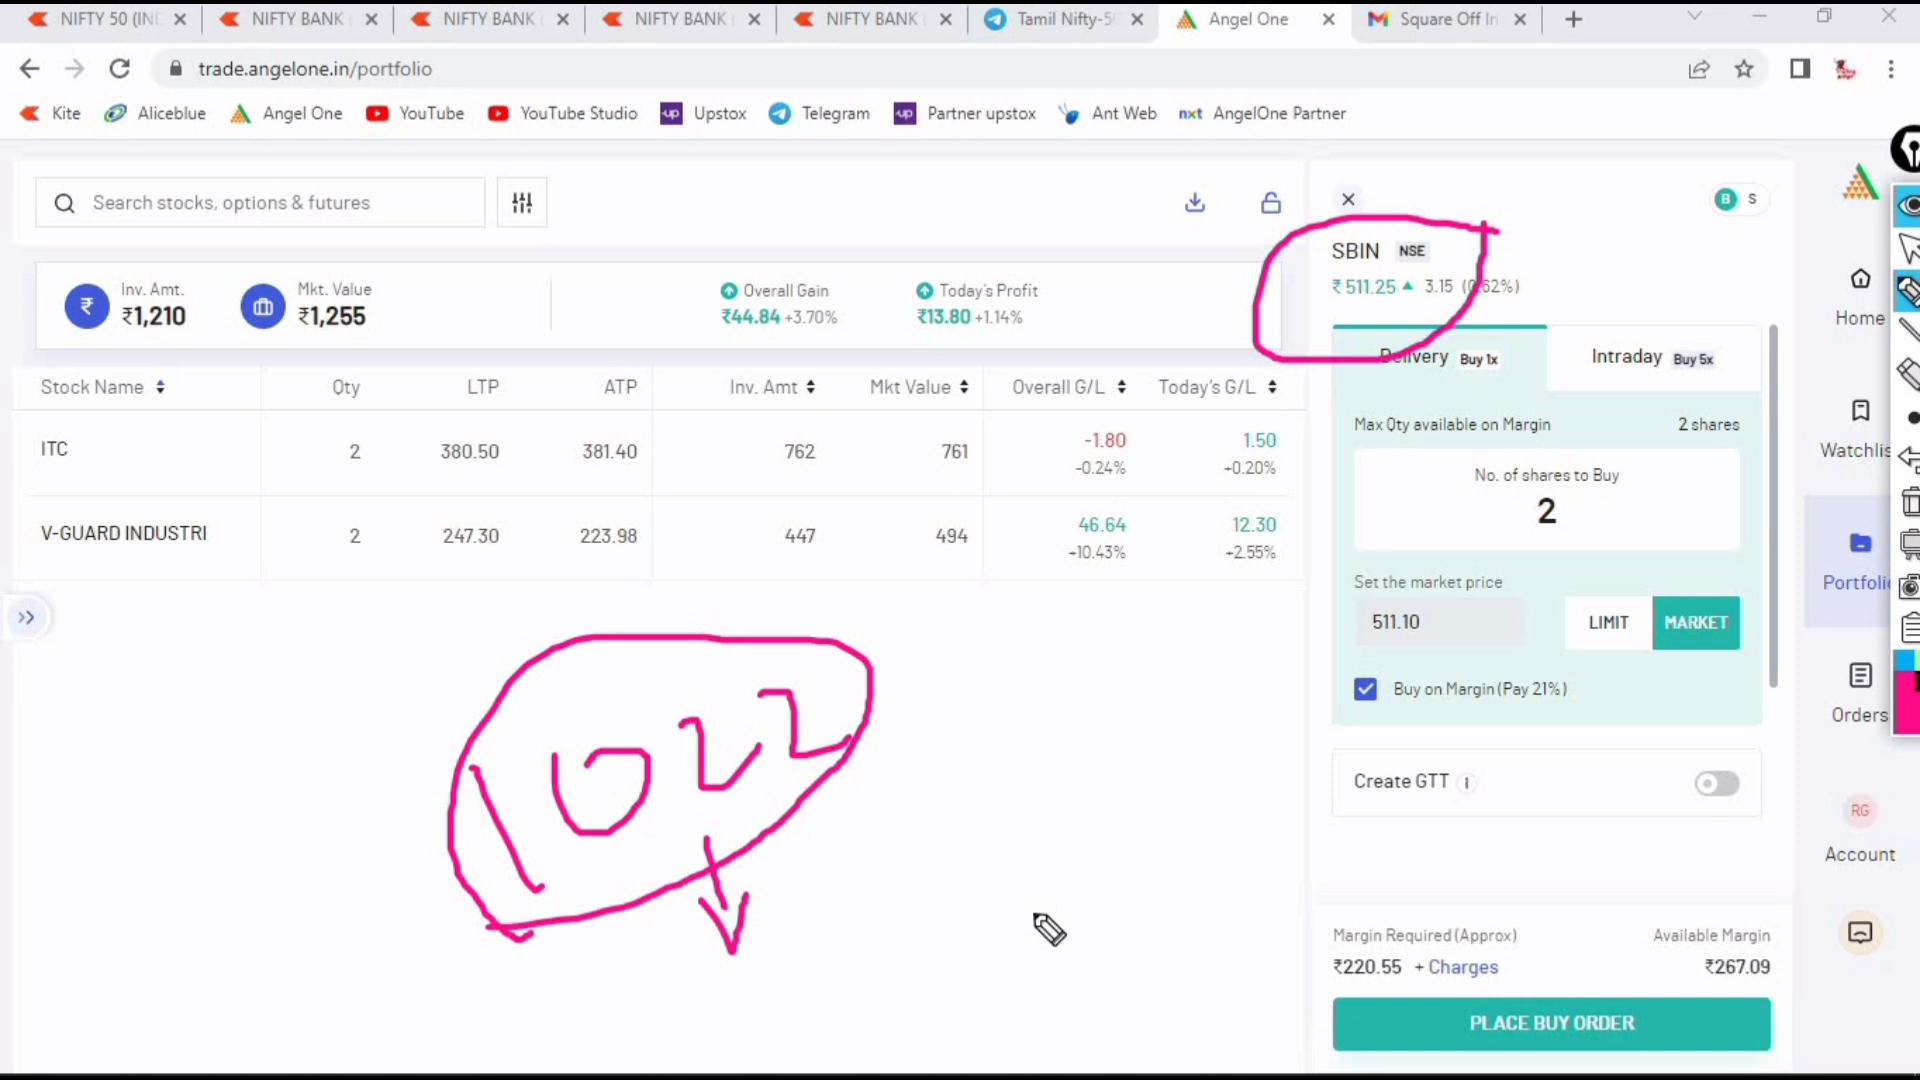 NIFTY 50 (IND
NIFTY BANK (
NIFTY BANK (
NIFTY BANK (
NIFTY BANK (
Tamil Nifty-5
Angel One
Square Off In
trade.angelone.in/portfolio
Kite
Aliceblue
Angel One
YouTube
YouTube Studio
up
Upstox
Telegram
up
Partner upstox
Ant Web
nxt
AngelOne Partner
Search stocks, options & futures
Inv. Amt.
₹1,210
Mkt. Value
₹1,255
Overall Gain
₹44.84 +3.70%
Today's Profit
₹13.80 +1.14%
Stock Name Qty LTP ATP Inv. Amt Mkt Value Overall G/L Today's G/L
ITC 2 380.50 381.40 762 761 -1.80 1.50
-0.24% +0.20%
V-GUARD INDUSTRI 2 247.30 223.98 447 494 46.64 12.30
+10.43% +2.55%
1022
B S
SBIN NSE
₹ 511.25 3.15 (0.62%)
Delivery Buy 1x
Intraday Buy 5x
Max Qty available on Margin 2 shares
No. of shares to Buy
2
Set the market price
511.10
LIMIT MARKET
Buy on Margin (Pay 21%)
Create GTT i
Margin Required (Approx) Available Margin
₹220.55 + Charges ₹267.09
PLACE BUY ORDER
Home
Watchlis
Portfolio
Orders
RG
Account